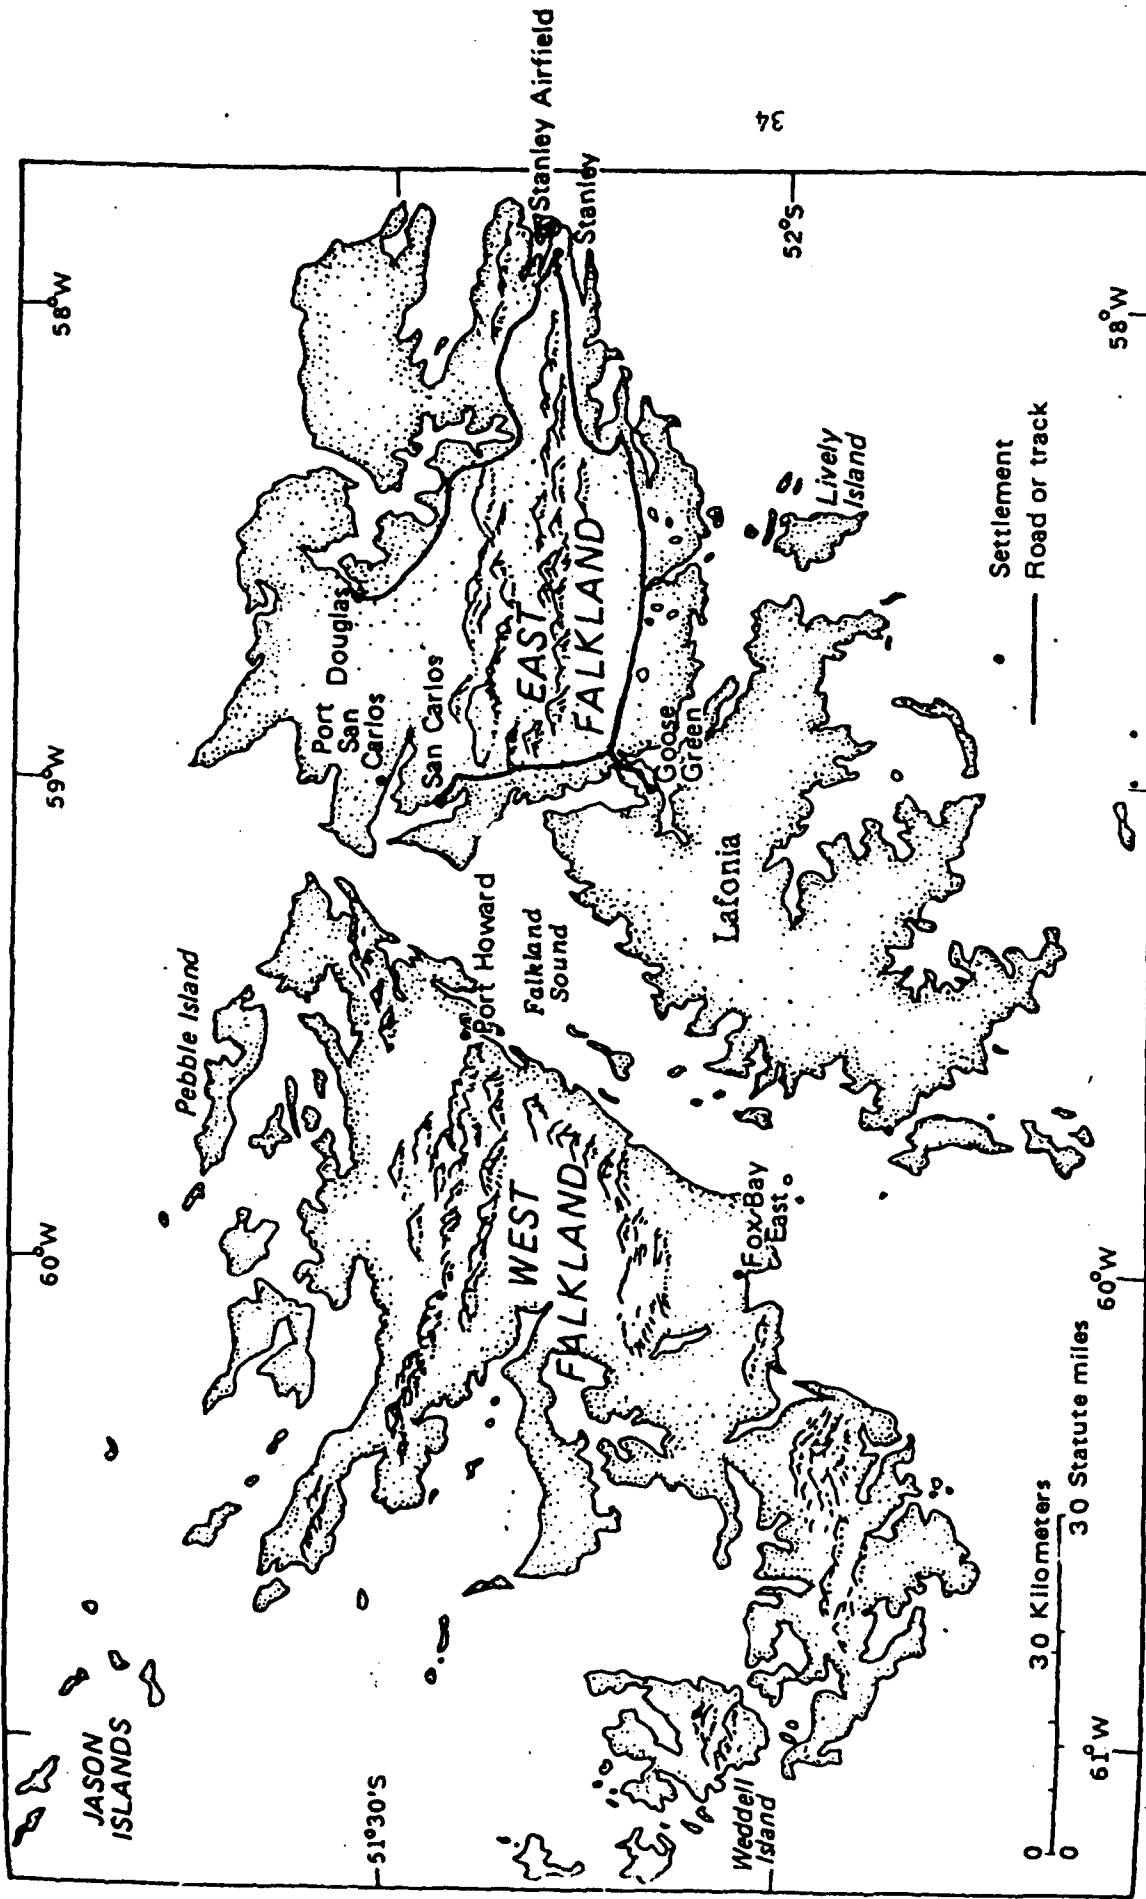 58°W
59°W
60°W
JASON
ISLANDS
Pebble Island
Port
San
Carlos
Douglas
San Carlos
Stanley Airfield
Stanley
EAST
FALKLAND
Goose
Green
Port Howard
Falkland
Sound
WEST
FALKLAND
Lafonia
Lively
Island
Fox Bay
East
Weddell
Island
51°30'S
52°S
Settlement
Road or track
0 30 Kilometers
0 30 Statute miles
61°W
60°W
58°W
34